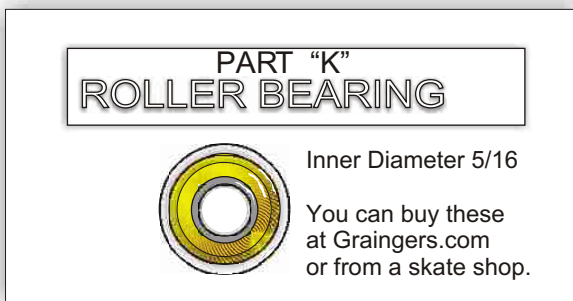 PART “K”
ROLLER BEARING
Inner Diameter 5/16
You can buy these
at Graingers.com
or from a skate shop.